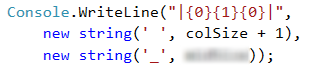 Console.WriteLine("|{0}{1}{0}|",
new string(' ', colSize + 1),
new string('_', ));